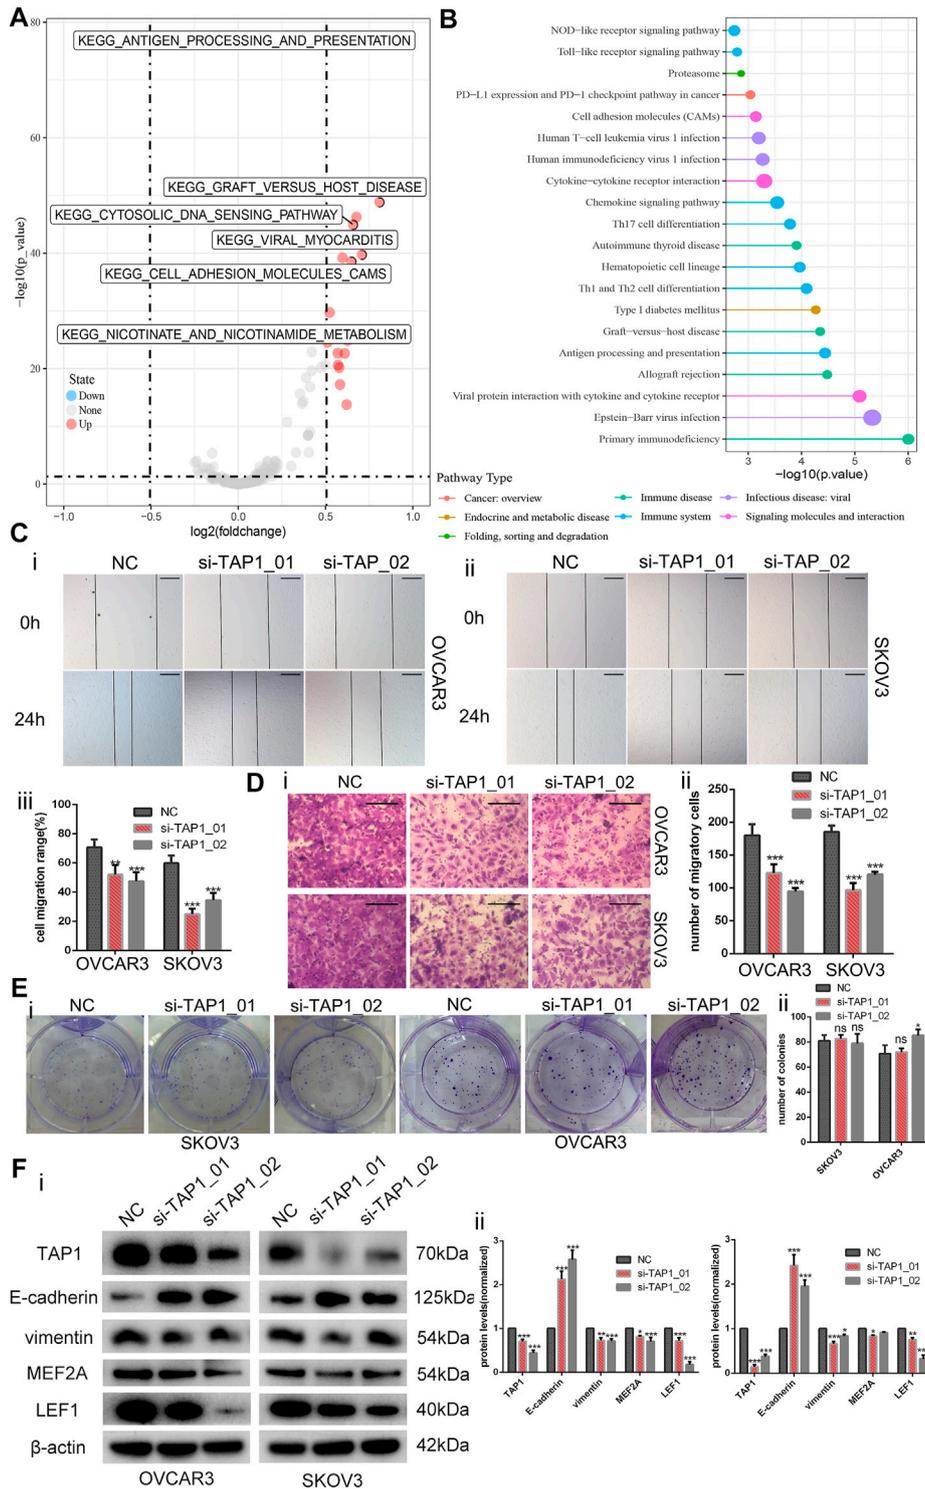 A
80
60
40
20
0
−log10(p_value)
KEGG_ANTIGEN_PROCESSING_AND_PRESENTATION
KEGG_GRAFT_VERSUS_HOST_DISEASE
KEGG_CYTOSOLIC_DNA_SENSING_PATHWAY
KEGG_VIRAL_MYOCARDITIS
KEGG_CELL_ADHESION_MOLECULES_CAMS
KEGG_NICOTINATE_AND_NICOTINAMIDE_METABOLISM
State
Down
None
Up
−1.0 −0.5 0.0 0.5 1.0
log2(foldchange)
B
NOD−like receptor signaling pathway
Toll−like receptor signaling pathway
Proteasome
PD−L1 expression and PD−1 checkpoint pathway in cancer
Cell adhesion molecules (CAMs)
Human T−cell leukemia virus 1 infection
Human immunodeficiency virus 1 infection
Cytokine−cytokine receptor interaction
Chemokine signaling pathway
Th17 cell differentiation
Autoimmune thyroid disease
Hematopoietic cell lineage
Th1 and Th2 cell differentiation
Type I diabetes mellitus
Graft−versus−host disease
Antigen processing and presentation
Allograft rejection
Viral protein interaction with cytokine and cytokine receptor
Epstein−Barr virus infection
Primary immunodeficiency
3 4 5 6
−log10(p.value)
Pathway Type
Cancer: overview Immune disease Infectious disease: viral
Endocrine and metabolic disease Immune system Signaling molecules and interaction
Folding, sorting and degradation
C
i
NC si-TAP1_01 si-TAP_02
0h
24h
OVCAR3
ii
NC si-TAP1_01 si-TAP_02
0h
24h
SKOV3
iii
cell migration range(%)
100
80
60
40
20
0
NC
si-TAP1_01
si-TAP1_02
** *** *** ***
OVCAR3 SKOV3
D
i
NC si-TAP1_01 si-TAP1_02
OVCAR3
SKOV3
ii
number of migratory cells
250
200
150
100
50
0
NC
si-TAP1_01
si-TAP1_02
*** *** *** ***
OVCAR3 SKOV3
E
i
NC si-TAP1_01 si-TAP1_02 NC si-TAP1_01 si-TAP1_02
SKOV3 OVCAR3
ii
number of colonies
100
80
60
40
20
0
NC
si-TAP1_01
si-TAP1_02
ns ns ns *
SKOV3 OVCAR3
F
i
NC si-TAP1_01 si-TAP1_02 NC si-TAP1_01 si-TAP1_02
TAP1 70kDa
E-cadherin 125kDa
vimentin 54kDa
MEF2A 54kDa
LEF1 40kDa
β-actin 42kDa
OVCAR3 SKOV3
ii
protein levels(normalized)
3
2
1
0
NC
si-TAP1_01
si-TAP1_02
*** *** *** *** ** *** * *** *** ***
TAP1 E-cadherin vimentin MEF2A LEF1
protein levels(normalized)
3
2
1
0
NC
si-TAP1_01
si-TAP1_02
*** *** *** *** *** * * **
TAP1 E-cadherin vimentin MEF2A LEF1